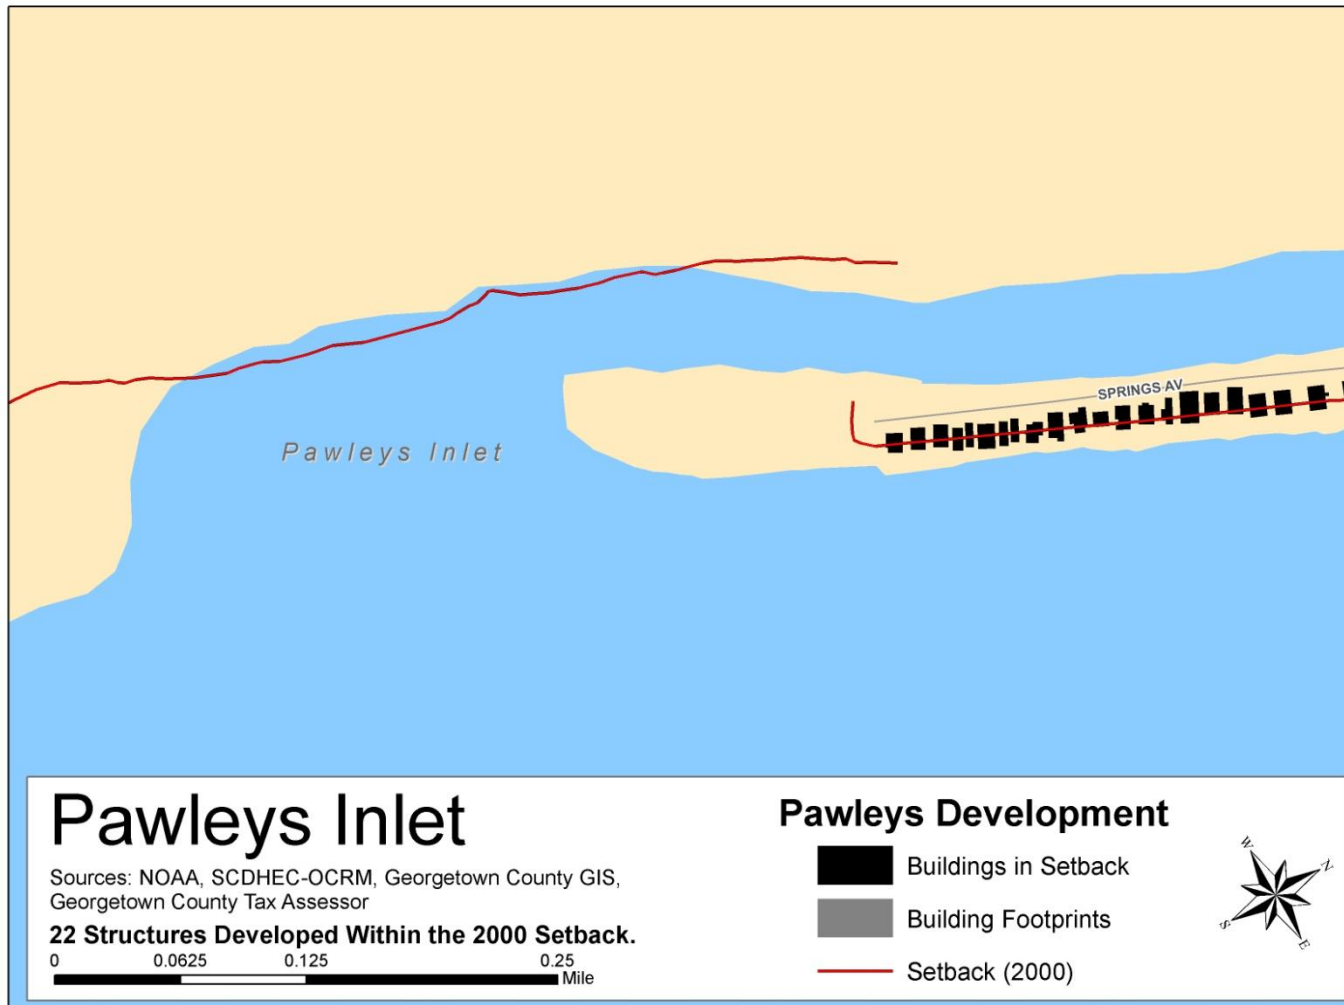 SPRINGS AV
Pawleys Inlet
Pawleys Inlet
Sources: NOAA, SCDHEC-OCRM, Georgetown County GIS,
Georgetown County Tax Assessor
22 Structures Developed Within the 2000 Setback.
0 0.0625 0.125 0.25
Mile
Pawleys Development
Buildings in Setback
Building Footprints
Setback (2000)
W
N
S
E